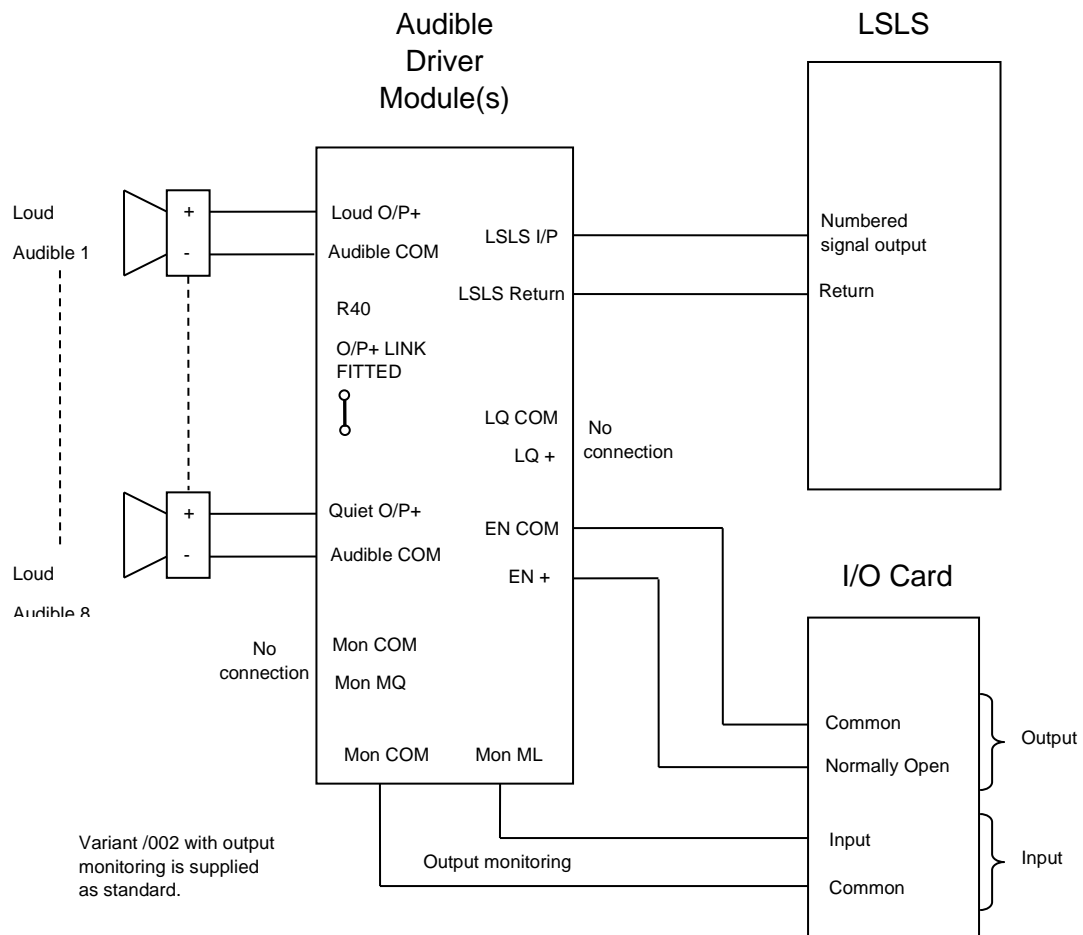 Audible
Driver
Module(s)
LSLS
Loud
Audible 1
+
-
Loud O/P+
Audible COM
R40
O/P+ LINK
FITTED
LSLS I/P
LSLS Return
Numbered
signal output
Return
LQ COM
LQ +
No
connection
+
-
Quiet O/P+
Audible COM
EN COM
EN +
Loud
Audible 8
I/O Card
No
connection
Mon COM
Mon MQ
Mon COM
Mon ML
Common
Normally Open
Output
Input
Common
Input
Output monitoring
Variant /002 with output
monitoring is supplied
as standard.